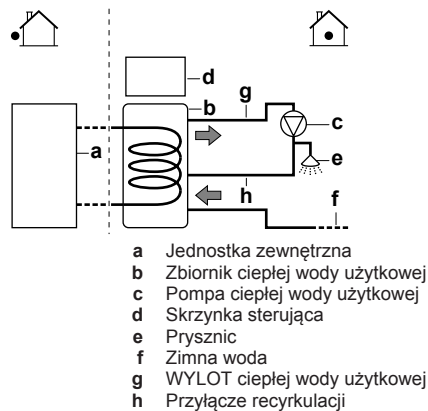 d
g
b
c
a
e
h
f
a Jednostka zewnętrzna
b Zbiornik ciepłej wody użytkowej
c Pompa ciepłej wody użytkowej
d Skrzynka sterująca
e Prysznic
f Zimna woda
g WYLOT ciepłej wody użytkowej
h Przyłącze recyrkulacji